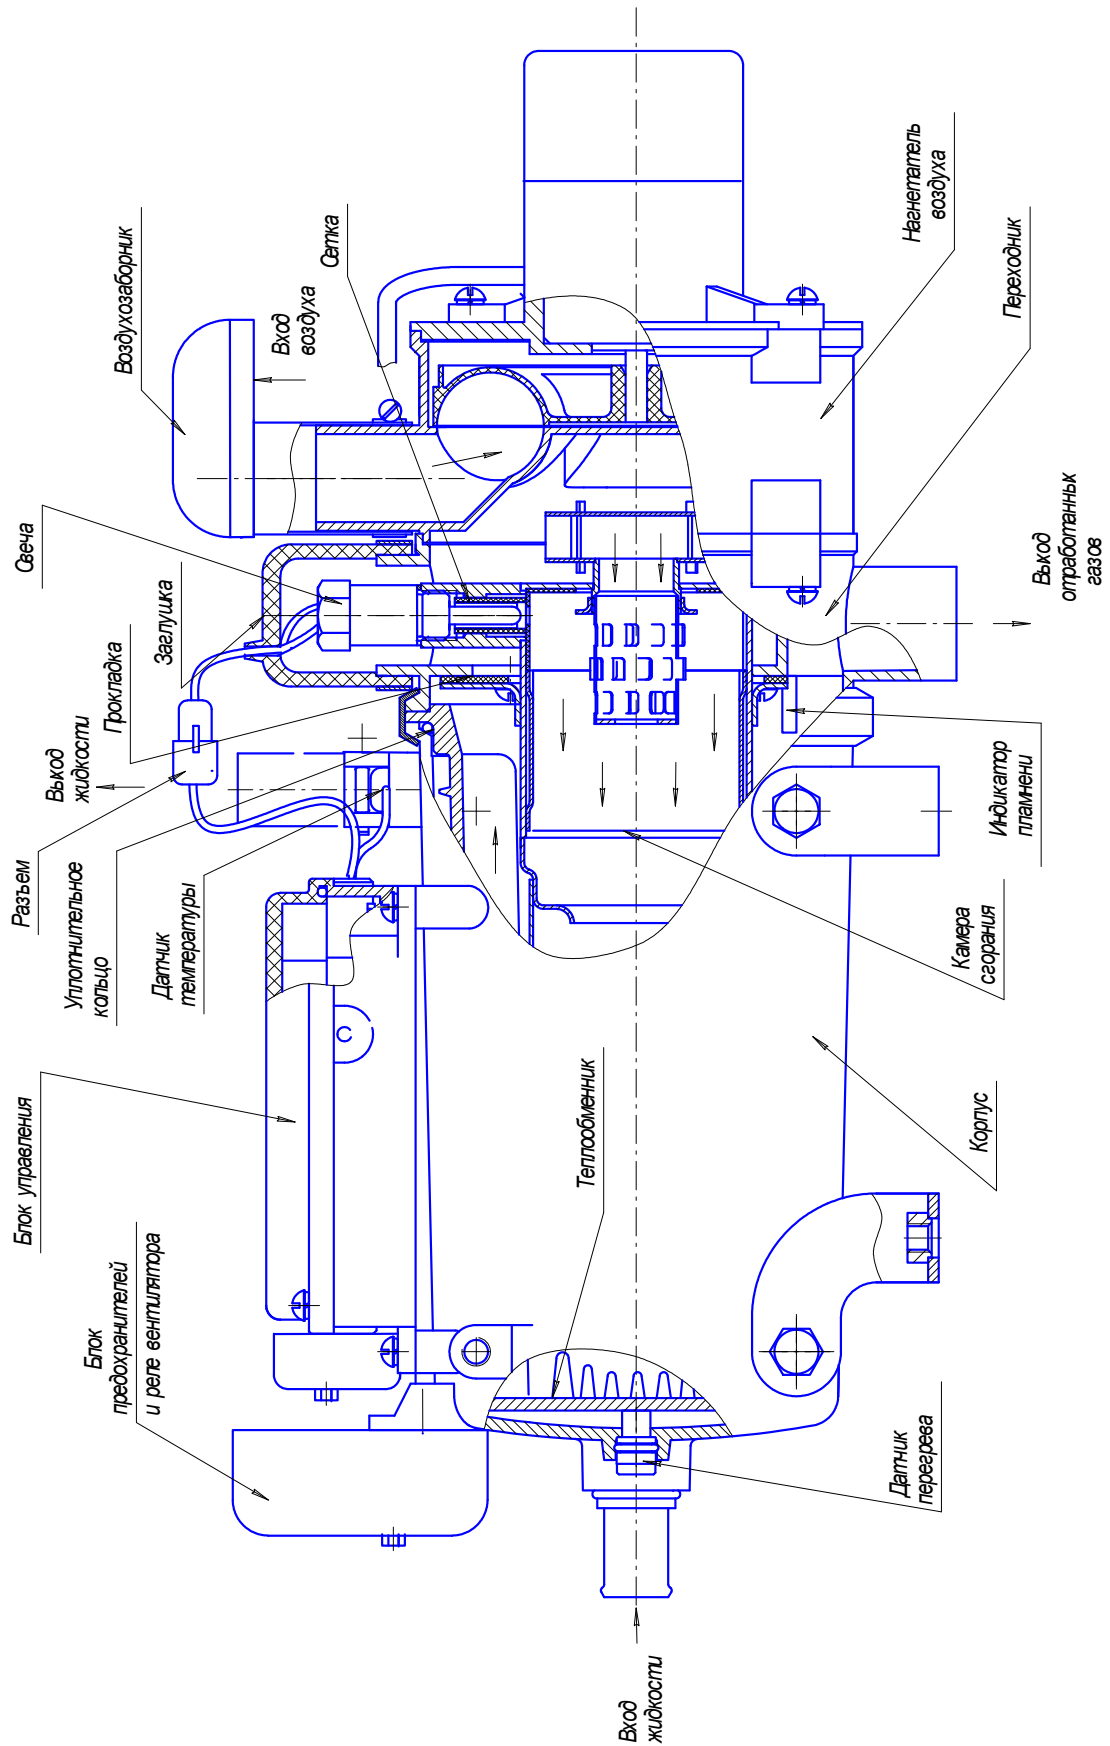 Блок
предохранителей
и реле вентилятора
Блок управления
Разъем
Уплотнительное
кольцо
Датчик
температуры
Выход
жидкости
Прокладка
Заглушка
Свеча
Воздухозаборник
Вход
воздуха
Сетка
Нагнетатель
воздуха
Переходник
Выход
отработанных
газов
Индикатор
пламнени
Камера
сгорания
Корпус
Теплообменник
Датчик
перегрева
Вход
жидкости